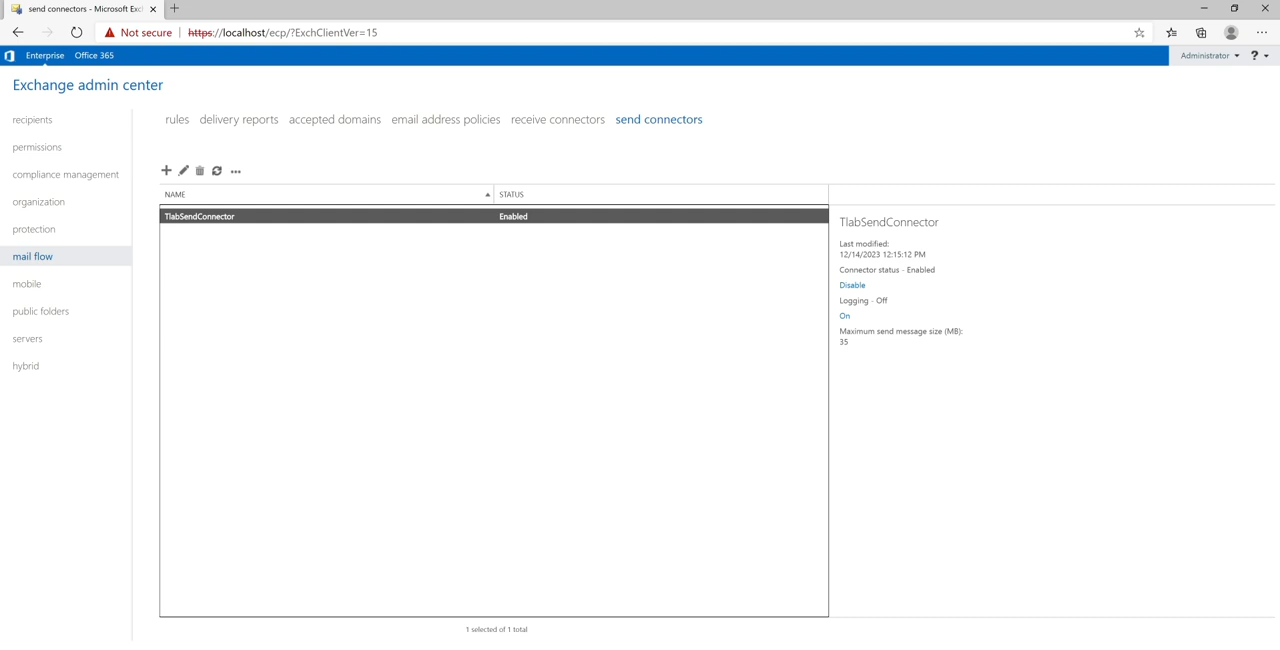 send connectors - Microsoft Exc
Not secure https://localhost/ecp/?ExchClientVer=15
Enterprise Office 365 Administrator ?
Exchange admin center
recipients
permissions
compliance management
organization
protection
mail flow
mobile
public folders
servers
hybrid
rules delivery reports accepted domains email address policies receive connectors send connectors
NAME STATUS
TlabSendConnector Enabled
TlabSendConnector
Last modified:
12/14/2023 12:15:12 PM
Connector status - Enabled
Disable
Logging - Off
On
Maximum send message size (MB):
35
1 selected of 1 total